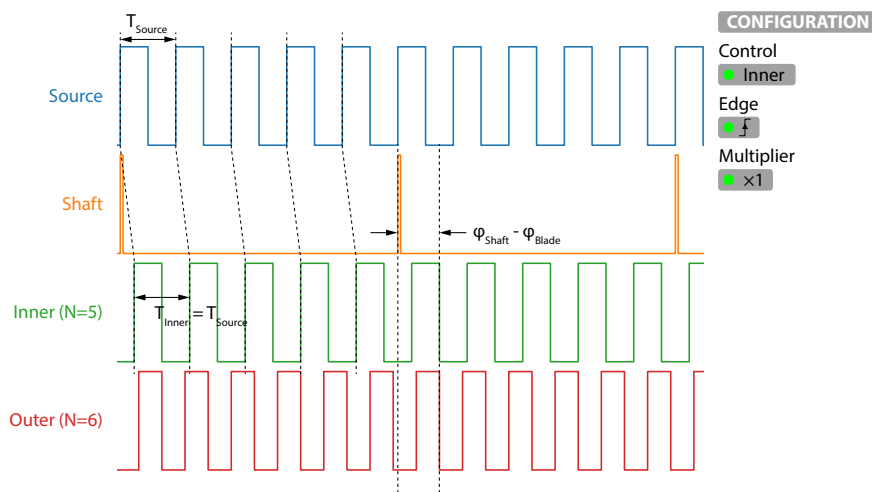 T_Source
CONFIGURATION
Control
Inner
Edge
Multiplier
×1
Source
Shaft
φ_Shaft - φ_Blade
Inner (N=5)
T_Inner = T_Source
Outer (N=6)